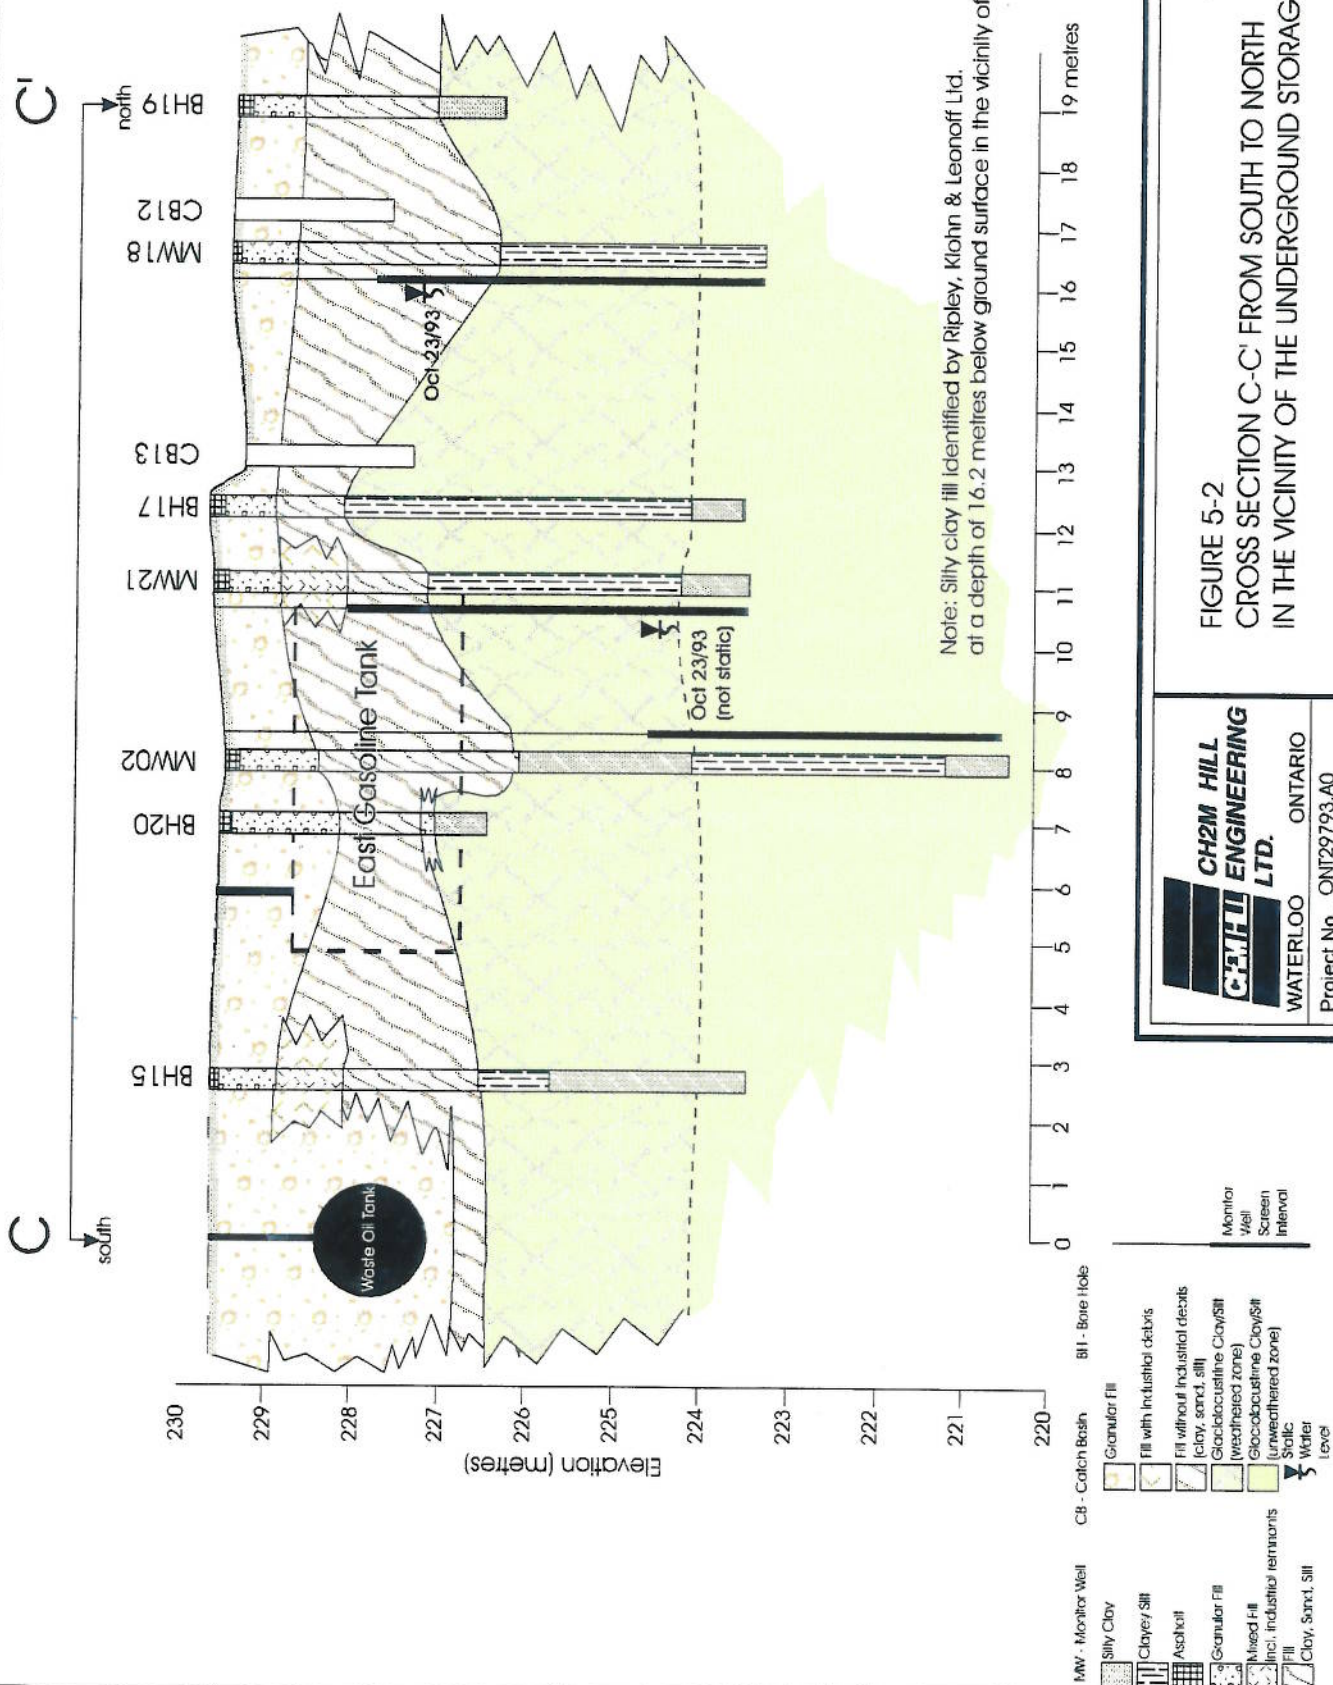 C
C'
south
north
BH15
BH20
MW02
MW21
BH17
CB13
MW18
CB12
BH19
Waste Oil Tank
East Gasoline Tank
Oct 23/93
(not static)
Oct 23/93
Elevation (metres)
230
229
228
227
226
225
224
223
222
221
220
0 1 2 3 4 5 6 7 8 9 10 11 12 13 14 15 16 17 18 19 metres
Note: Silty clay till identified by Ripley, Klohn & Leonoff Ltd.
at a depth of 16.2 metres below ground surface in the vicinity of
MW - Monitor Well CB - Catch Basin BH - Bore Hole
Silty Clay
Clayey Silt
Asphalt
Granular Fill
Mixed Fill
Incl. industrial remnants
Fill
Clay, Sand, Silt
Granular Fill
Fill with industrial debris
Fill without industrial debris
(clay, sand, silt)
Glaciolacustrine Clay/Silt
(weathered zone)
Glaciolacustrine Clay/Silt
(unweathered zone)
Static
Water
Level
Monitor
Well
Screen
Interval
CH2M HILL
CH2M HILL ENGINEERING
LTD.
WATERLOO ONTARIO
Project No. ONT29793.A0
FIGURE 5-2
CROSS SECTION C-C' FROM SOUTH TO NORTH
IN THE VICINITY OF THE UNDERGROUND STORAG